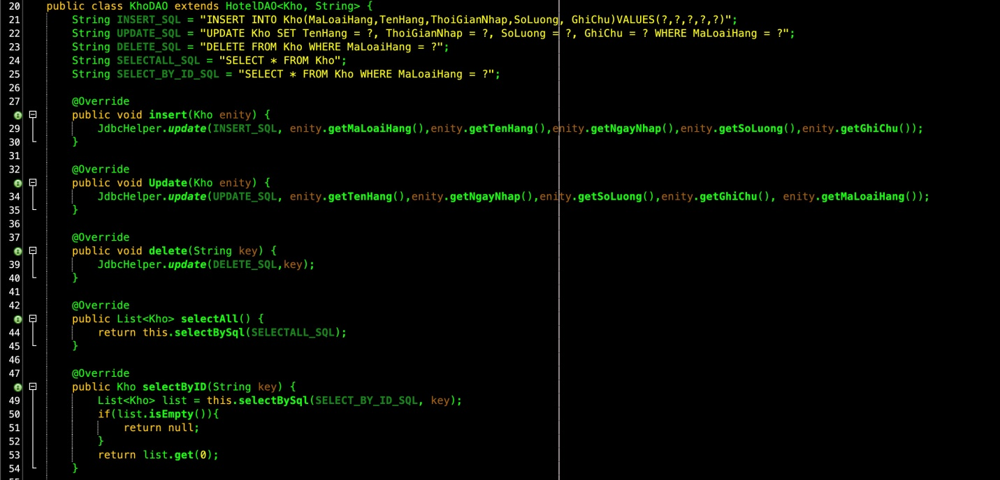 20 public class KhoDAO extends HotelDAO<Kho, String> {
21 String INSERT_SQL = "INSERT INTO Kho(MaLoaiHang,TenHang,ThoiGianNhap,SoLuong, GhiChu)VALUES(?,?,?,?,?)";
22 String UPDATE_SQL = "UPDATE Kho SET TenHang = ?, ThoiGianNhap = ?, SoLuong = ?, GhiChu = ? WHERE MaLoaiHang = ?";
23 String DELETE_SQL = "DELETE FROM Kho WHERE MaLoaiHang = ?";
24 String SELECTALL_SQL = "SELECT * FROM Kho";
25 String SELECT_BY_ID_SQL = "SELECT * FROM Kho WHERE MaLoaiHang = ?";
26
27 @Override
public void insert(Kho enity) {
29 JdbcHelper.update(INSERT_SQL, enity.getMaLoaiHang(),enity.getTenHang(),enity.getNgayNhap(),enity.getSoLuong(),enity.getGhiChu());
30 }
31
32 @Override
public void Update(Kho enity) {
34 JdbcHelper.update(UPDATE_SQL, enity.getTenHang(),enity.getNgayNhap(),enity.getSoLuong(),enity.getGhiChu(), enity.getMaLoaiHang());
35 }
36
37 @Override
public void delete(String key) {
39 JdbcHelper.update(DELETE_SQL,key);
40 }
41
42 @Override
public List<Kho> selectAll() {
44 return this.selectBySql(SELECTALL_SQL);
45 }
46
47 @Override
public Kho selectByID(String key) {
49 List<Kho> list = this.selectBySql(SELECT_BY_ID_SQL, key);
50 if(list.isEmpty()){
51 return null;
52 }
53 return list.get(0);
54 }